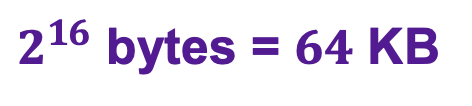 2¹⁶ bytes = 64 KB